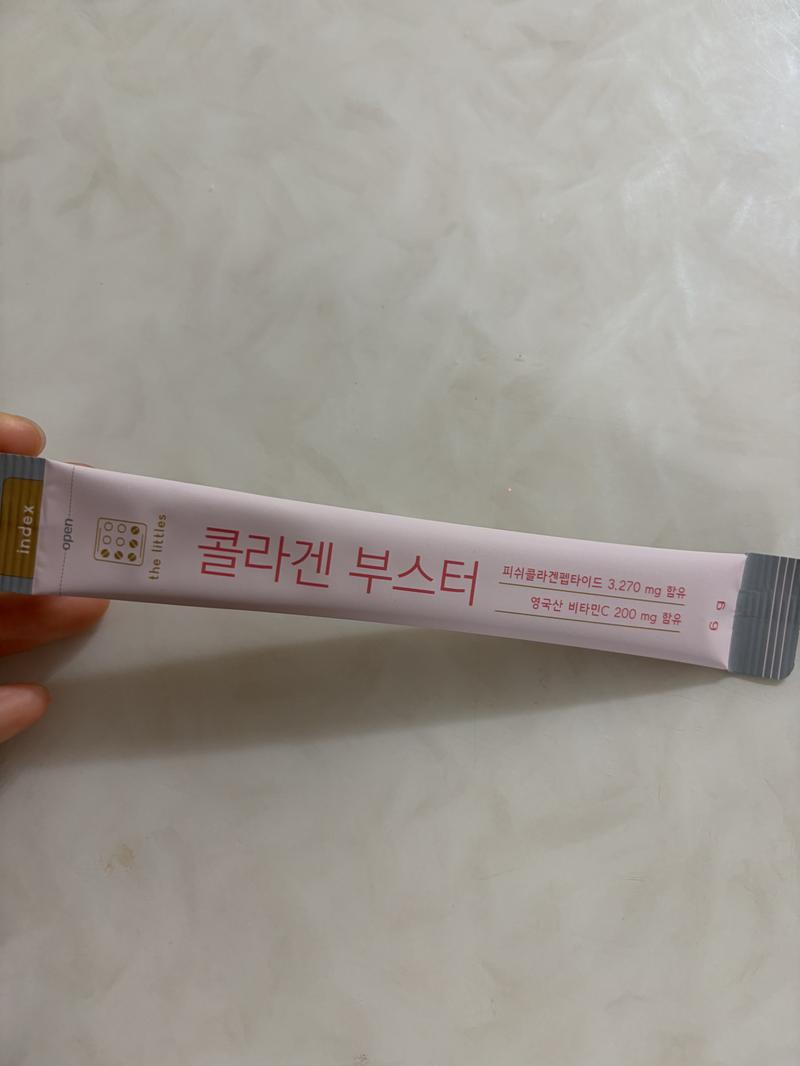 index
open
the littles
콜라겐 부스터
피쉬콜라겐펩타이드 3,270 mg 함유
영국산 비타민C 200 mg 함유
5 g